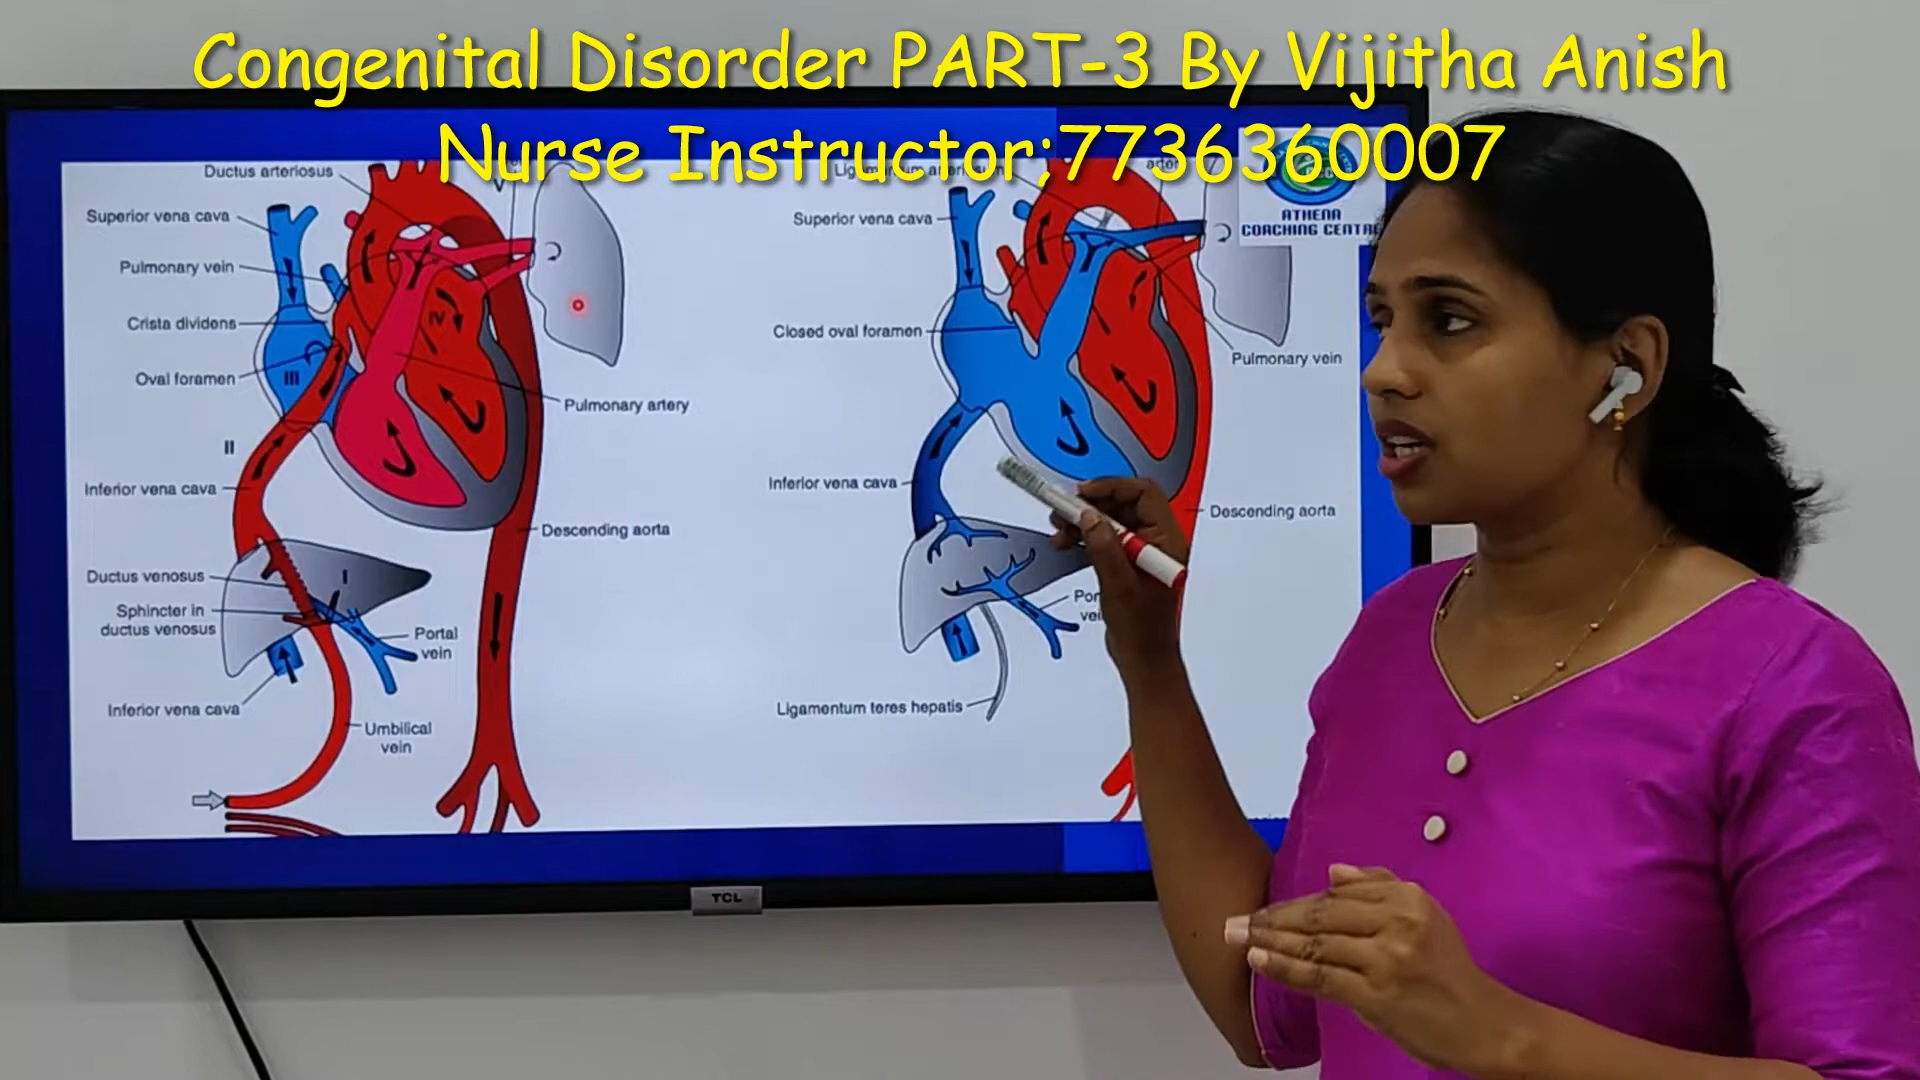 Congenital Disorder PART-3 By Vijitha Anish
Nurse Instructor;7736360007
Ductus arteriosus
Superior vena cava
Pulmonary vein
Crista dividens
Oval foramen
III
II
IV
V
I
Pulmonary artery
Inferior vena cava
Descending aorta
Ductus venosus
Sphincter in
ductus venosus
Portal
vein
Inferior vena cava
Umbilical
vein
Superior vena cava
Closed oval foramen
Pulmonary vein
Inferior vena cava
Descending aorta
Ligamentum teres hepatis
ATHENA
COACHING CENTRE
TCL